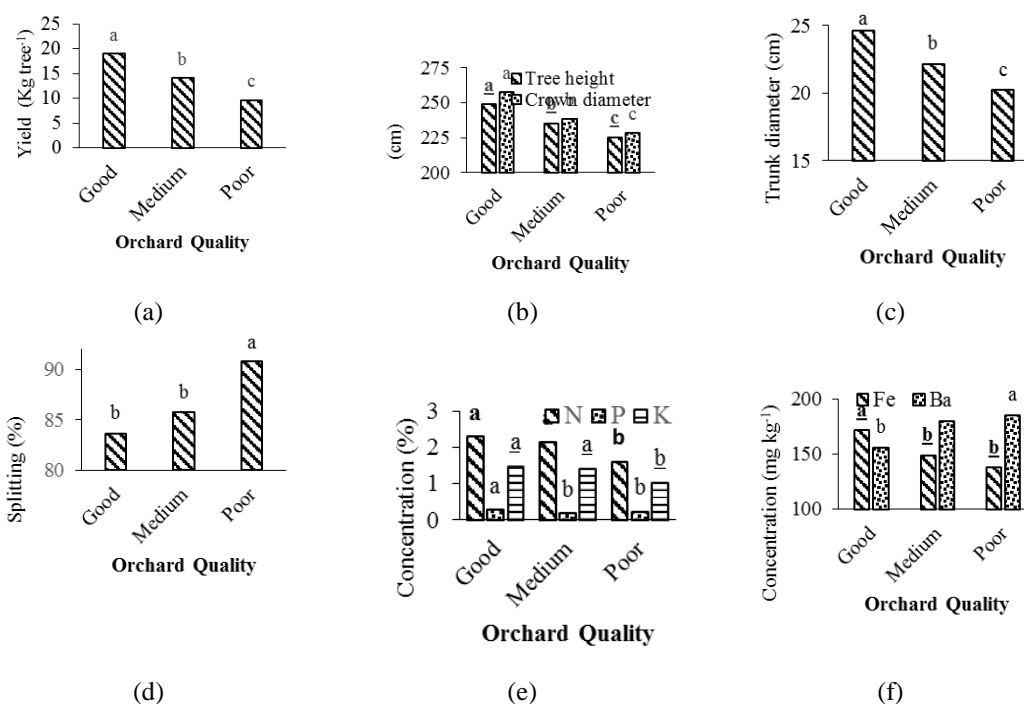 Yield (Kg tree-1)
25
20
15
10
5
0
a
b
c
Good
Medium
Poor
Orchard Quality
(a)
(cm)
275
250
225
200
Tree height
Crown diameter
a
a
b
b
c
c
Good
Medium
Poor
Orchard Quality
(b)
Trunk diameter (cm)
25
20
15
a
b
c
Good
Medium
Poor
Orchard Quality
(c)
Splitting (%)
90
85
80
b
b
a
Good
Medium
Poor
Orchard Quality
(d)
Concentration (%)
3
2
1
0
N P K
a
a
a
b
a
b
b
b
Good
Medium
Poor
Orchard Quality
(e)
Concentration (mg kg-1)
200
150
100
Fe Ba
a
b
b
b
a
Good
Medium
Poor
Orchard Quality
(f)